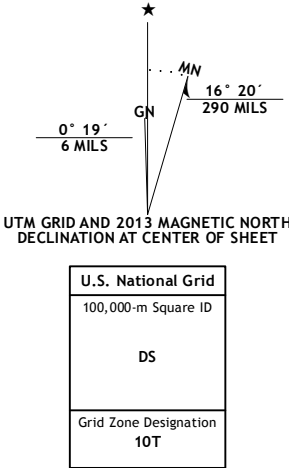 MN
16° 20´
290 MILS
GN
0° 19´
6 MILS
UTM GRID AND 2013 MAGNETIC NORTH
DECLINATION AT CENTER OF SHEET
U.S. National Grid
100,000-m Square ID
DS
Grid Zone Designation
10T